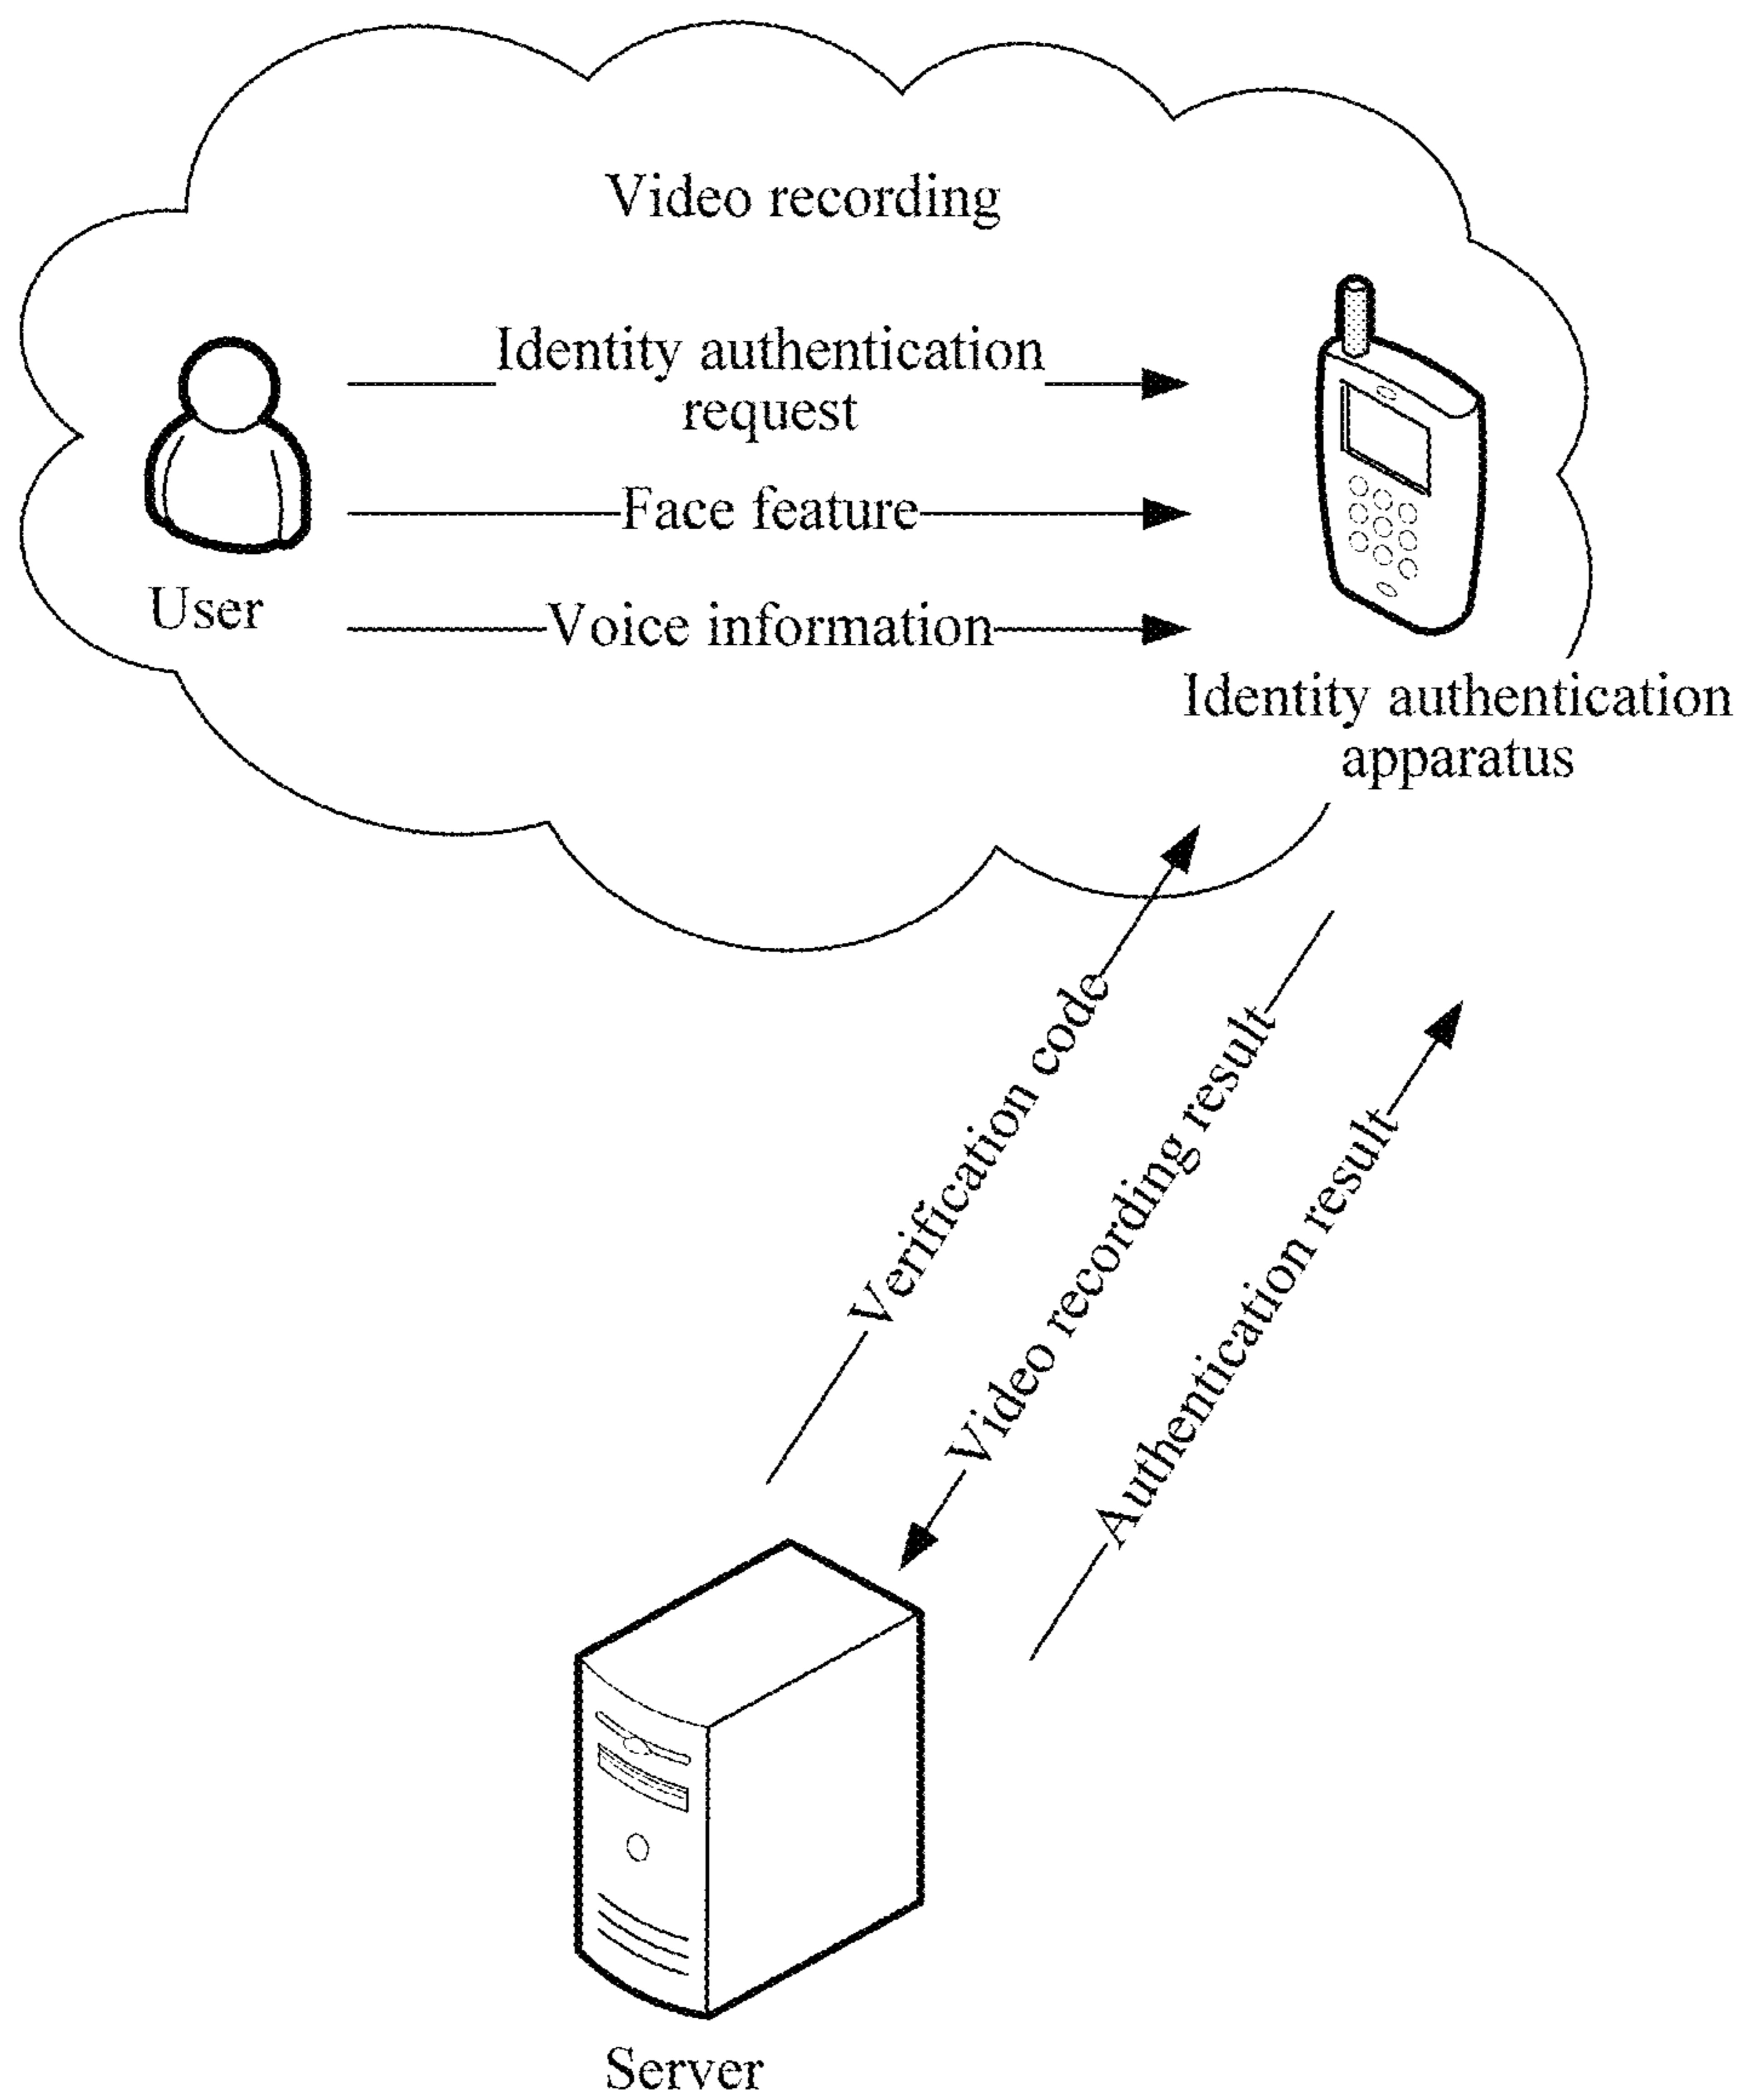 Video recording
Identity authentication
request
Face feature
User
Voice information
Identity authentication
apparatus
Verification code
Video recording result
Authentication result
Server